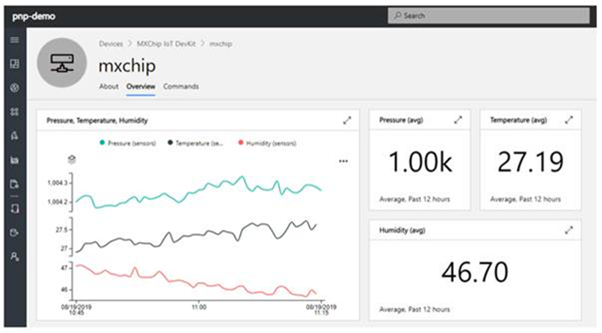 pnp-demo
Search
Devices > MXChip IoT DevKit > mxchip
mxchip
About Overview Commands
Pressure, Temperature, Humidity
Pressure (sensors) Temperature (se... Humidity (sensors)
1,004.3
1,004.2
27.5
27
47
46
08/19/2019 10:45
11:00
08/19/2019 11:15
Pressure (avg)
1.00k
Average, Past 12 hours
Temperature (avg)
27.19
Average, Past 12 hours
Humidity (avg)
46.70
Average, Past 12 hours